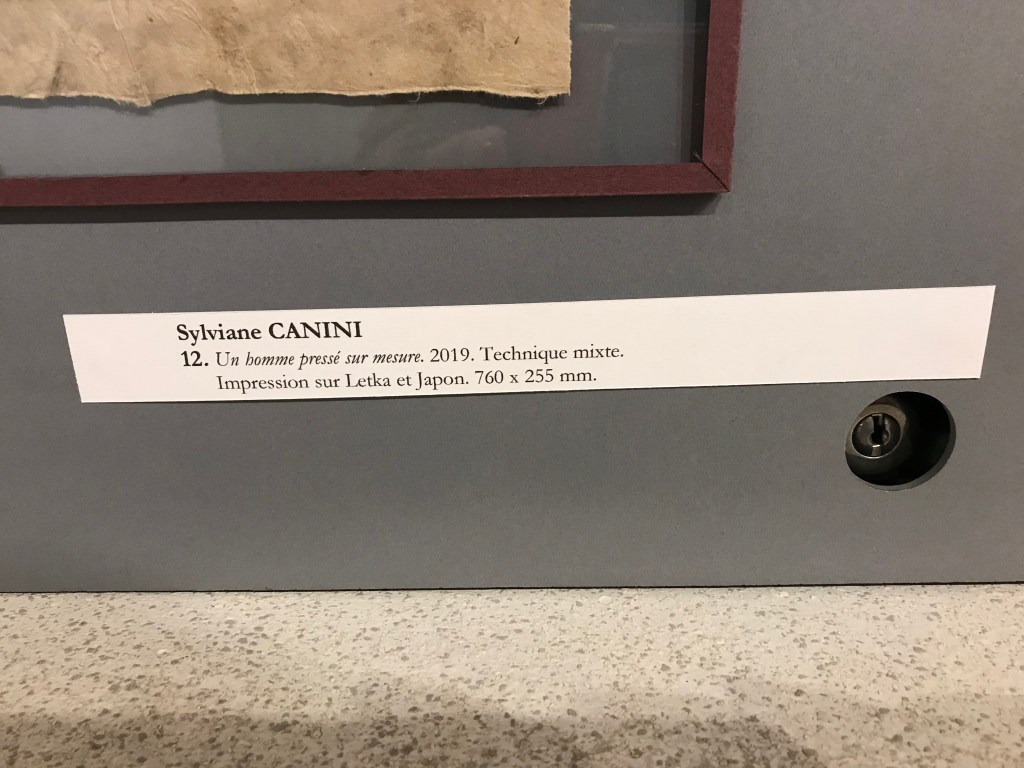 Sylviane CANINI
12. Un homme pressé sur mesure. 2019. Technique mixte.
Impression sur Letka et Japon. 760 x 255 mm.